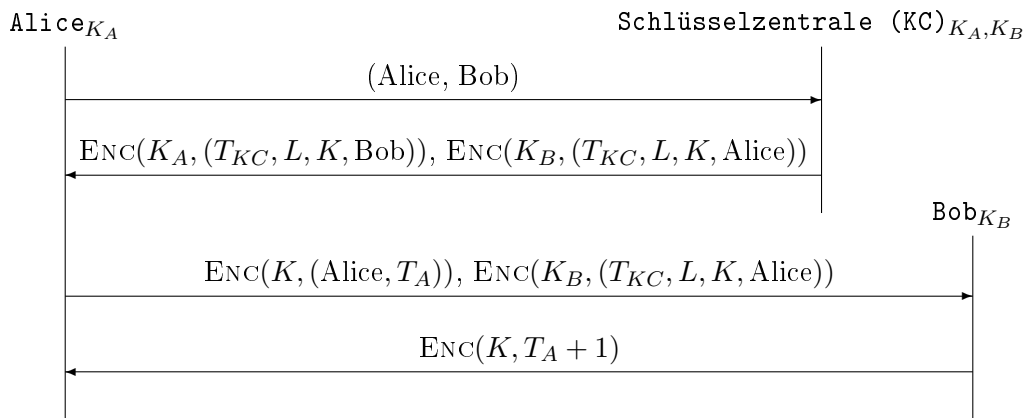 Alice_{K_A} Schlüsselzentrale (KC)_{K_A,K_B}
(Alice, Bob)
ENC(K_A, (T_{KC}, L, K, Bob)), ENC(K_B, (T_{KC}, L, K, Alice))
Bob_{K_B}
ENC(K, (Alice, T_A)), ENC(K_B, (T_{KC}, L, K, Alice))
ENC(K, T_A + 1)